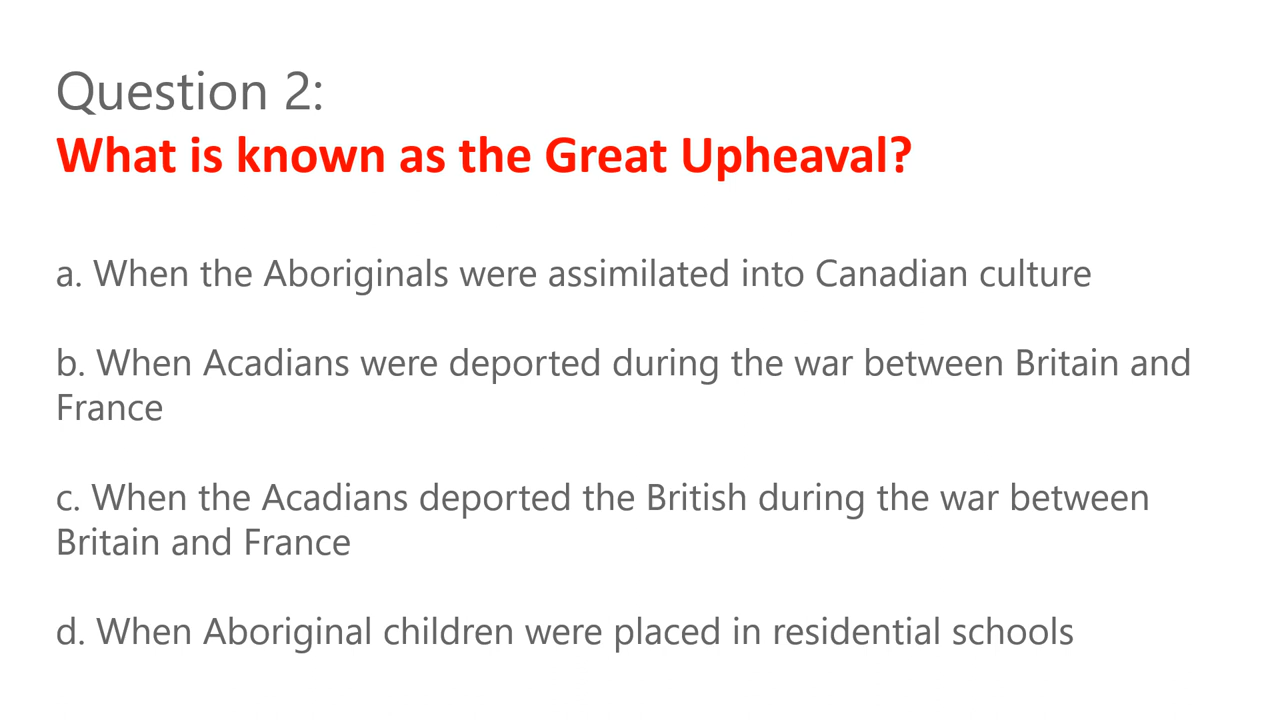 Question 2:
What is known as the Great Upheaval?
a. When the Aboriginals were assimilated into Canadian culture
b. When Acadians were deported during the war between Britain and
France
c. When the Acadians deported the British during the war between
Britain and France
d. When Aboriginal children were placed in residential schools